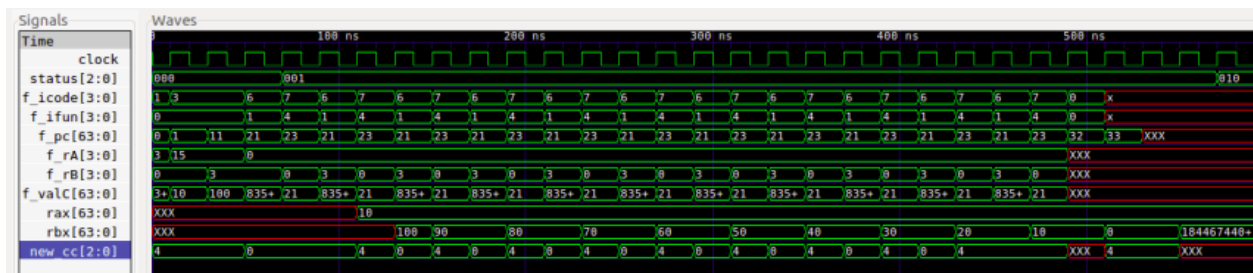 Signals Waves
Time 100 ns 200 ns 300 ns 400 ns 500 ns
clock
status[2:0] 000 001 010
f_icode[3:0] 1 3 6 7 6 7 6 7 6 7 6 7 6 7 6 7 6 7 6 7 6 7 6 7 0 x
f_ifun[3:0] 0 1 4 1 4 1 4 1 4 1 4 1 4 1 4 1 4 1 4 1 4 1 4 0 x
f_pc[63:0] 0 1 11 21 23 21 23 21 23 21 23 21 23 21 23 21 23 21 23 21 23 21 23 21 23 32 33 XXX
f_rA[3:0] 3 15 0 XXX
f_rB[3:0] 0 3 0 3 0 3 0 3 0 3 0 3 0 3 0 3 0 3 0 3 0 3 0 XXX
f_valC[63:0] 3+ 10 100 835+ 21 835+ 21 835+ 21 835+ 21 835+ 21 835+ 21 835+ 21 835+ 21 835+ 21 835+ 21 835+ 21 XXX
rax[63:0] XXX 10
rbx[63:0] XXX 100 90 80 70 60 50 40 30 20 10 0 184467440+
new_cc[2:0] 4 0 4 0 4 0 4 0 4 0 4 0 4 0 4 0 4 0 4 XXX 4 XXX